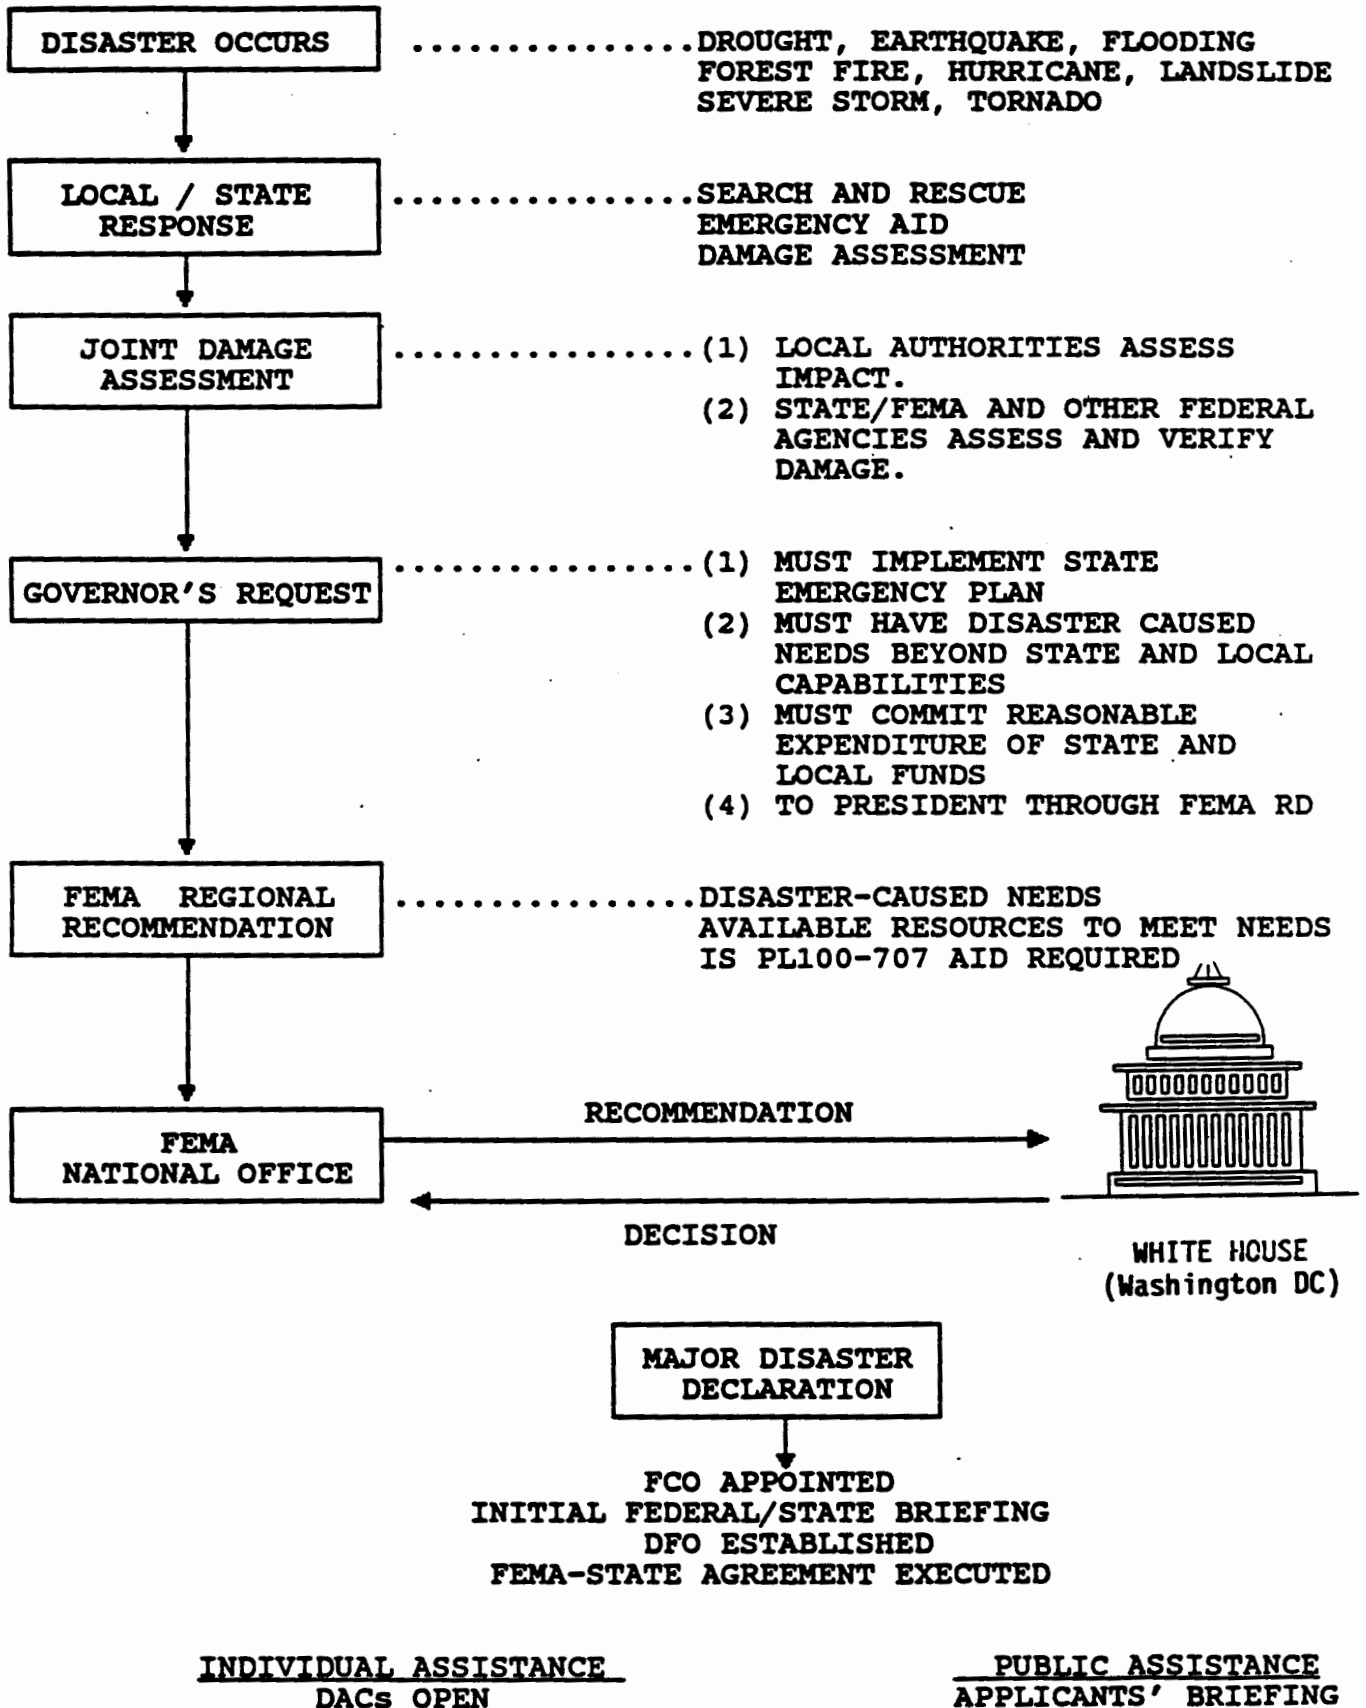 DISASTER OCCURS
...............DROUGHT, EARTHQUAKE, FLOODING
FOREST FIRE, HURRICANE, LANDSLIDE
SEVERE STORM, TORNADO
LOCAL / STATE
RESPONSE
................SEARCH AND RESCUE
EMERGENCY AID
DAMAGE ASSESSMENT
JOINT DAMAGE
ASSESSMENT
................(1) LOCAL AUTHORITIES ASSESS
IMPACT.
(2) STATE/FEMA AND OTHER FEDERAL
AGENCIES ASSESS AND VERIFY
DAMAGE.
GOVERNOR'S REQUEST
................(1) MUST IMPLEMENT STATE
EMERGENCY PLAN
(2) MUST HAVE DISASTER CAUSED
NEEDS BEYOND STATE AND LOCAL
CAPABILITIES
(3) MUST COMMIT REASONABLE
EXPENDITURE OF STATE AND
LOCAL FUNDS
(4) TO PRESIDENT THROUGH FEMA RD
FEMA REGIONAL
RECOMMENDATION
................DISASTER-CAUSED NEEDS
AVAILABLE RESOURCES TO MEET NEEDS
IS PL100-707 AID REQUIRED
FEMA
NATIONAL OFFICE
RECOMMENDATION
DECISION
WHITE HOUSE
(Washington DC)
MAJOR DISASTER
DECLARATION
FCO APPOINTED
INITIAL FEDERAL/STATE BRIEFING
DFO ESTABLISHED
FEMA-STATE AGREEMENT EXECUTED
INDIVIDUAL ASSISTANCE
DACs OPEN
PUBLIC ASSISTANCE
APPLICANTS' BRIEFING